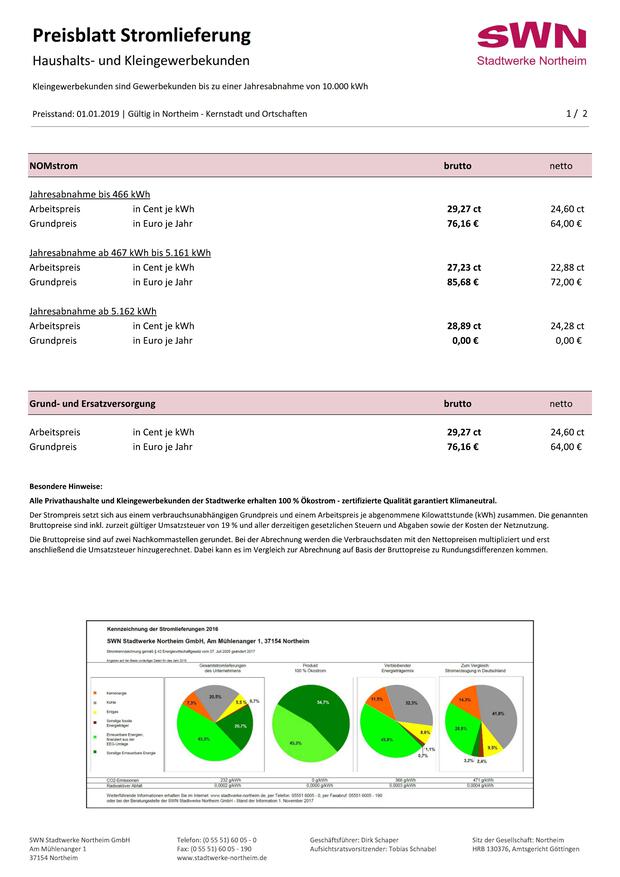 Preisblatt Stromlieferung
SWN
Haushalts- und Kleingewerbekunden
Stadtwerke Northeim
Kleingewerbekunden sind Gewerbekunden bis zu einer Jahresabnahme von 10.000 kWh
Preisstand: 01.01.2019 | Gültig in Northeim - Kernstadt und Ortschaften 1 / 2
NOMstrom brutto netto
Jahresabnahme bis 466 kWh
Arbeitspreis in Cent je kWh 29,27 ct 24,60 ct
Grundpreis in Euro je Jahr 76,16 € 64,00 €
Jahresabnahme ab 467 kWh bis 5.161 kWh
Arbeitspreis in Cent je kWh 27,23 ct 22,88 ct
Grundpreis in Euro je Jahr 85,68 € 72,00 €
Jahresabnahme ab 5.162 kWh
Arbeitspreis in Cent je kWh 28,89 ct 24,28 ct
Grundpreis in Euro je Jahr 0,00 € 0,00 €
Grund- und Ersatzversorgung brutto netto
Arbeitspreis in Cent je kWh 29,27 ct 24,60 ct
Grundpreis in Euro je Jahr 76,16 € 64,00 €
Besondere Hinweise:
Alle Privathaushalte und Kleingewerbekunden der Stadtwerke erhalten 100 % Ökostrom - zertifizierte Qualität garantiert Klimaneutral.
Der Strompreis setzt sich aus einem verbrauchsunabhängigen Grundpreis und einem Arbeitspreis je abgenommene Kilowattstunde (kWh) zusammen. Die genannten
Bruttopreise sind inkl. zurzeit gültiger Umsatzsteuer von 19 % und aller derzeitigen gesetzlichen Steuern und Abgaben sowie der Kosten der Netznutzung.
Die Bruttopreise sind auf zwei Nachkommastellen gerundet. Bei der Abrechnung werden die Verbrauchsdaten mit den Nettopreisen multipliziert und erst
anschließend die Umsatzsteuer hinzugerechnet. Dabei kann es im Vergleich zur Abrechnung auf Basis der Bruttopreise zu Rundungsdifferenzen kommen.
Kennzeichnung der Stromlieferungen 2016
SWN Stadtwerke Northeim GmbH, Am Mühlenanger 1, 37154 Northeim
Gesamtstromlieferungen des Unternehmens
Produkt 100 % Ökostrom
Verbleibender Energieträgermix
Zum Vergleich: Stromerzeugung in Deutschland
Kernenergie
Kohle
Erdgas
Sonstige fossile Energieträger
Erneuerbare Energien, finanziert aus der EEG-Umlage
Sonstige Erneuerbare Energie
7,3% 20,5% 5,5% 0,7% 20,7% 45,3%
54,7% 45,3%
32,3% 8,6% 1,1% 0,7% 45,8%
14,3% 41,8% 9,5% 2,4% 3,2% 28,8%
CO2-Emissionen 232 g/kWh 0 g/kWh 368 g/kWh 471 g/kWh
Radioaktiver Abfall 0,0002 g/kWh 0,0000 g/kWh 0,0003 g/kWh 0,0004 g/kWh
Weiterführende Informationen erhalten Sie im Internet: www.stadtwerke-northeim.de, per Telefon: 05551 6005 - 0, per Faxabruf: 05551 6005 - 190
oder bei der Beratungsstelle der SWN Stadtwerke Northeim GmbH - Stand der Information 1. November 2017
SWN Stadtwerke Northeim GmbH Telefon: (0 55 51) 60 05 - 0 Geschäftsführer: Dirk Schaper Sitz der Gesellschaft: Northeim
Am Mühlenanger 1 Fax: (0 55 51) 60 05 - 190 Aufsichtsratsvorsitzender: Tobias Schnabel HRB 130376, Amtsgericht Göttingen
37154 Northeim www.stadtwerke-northeim.de